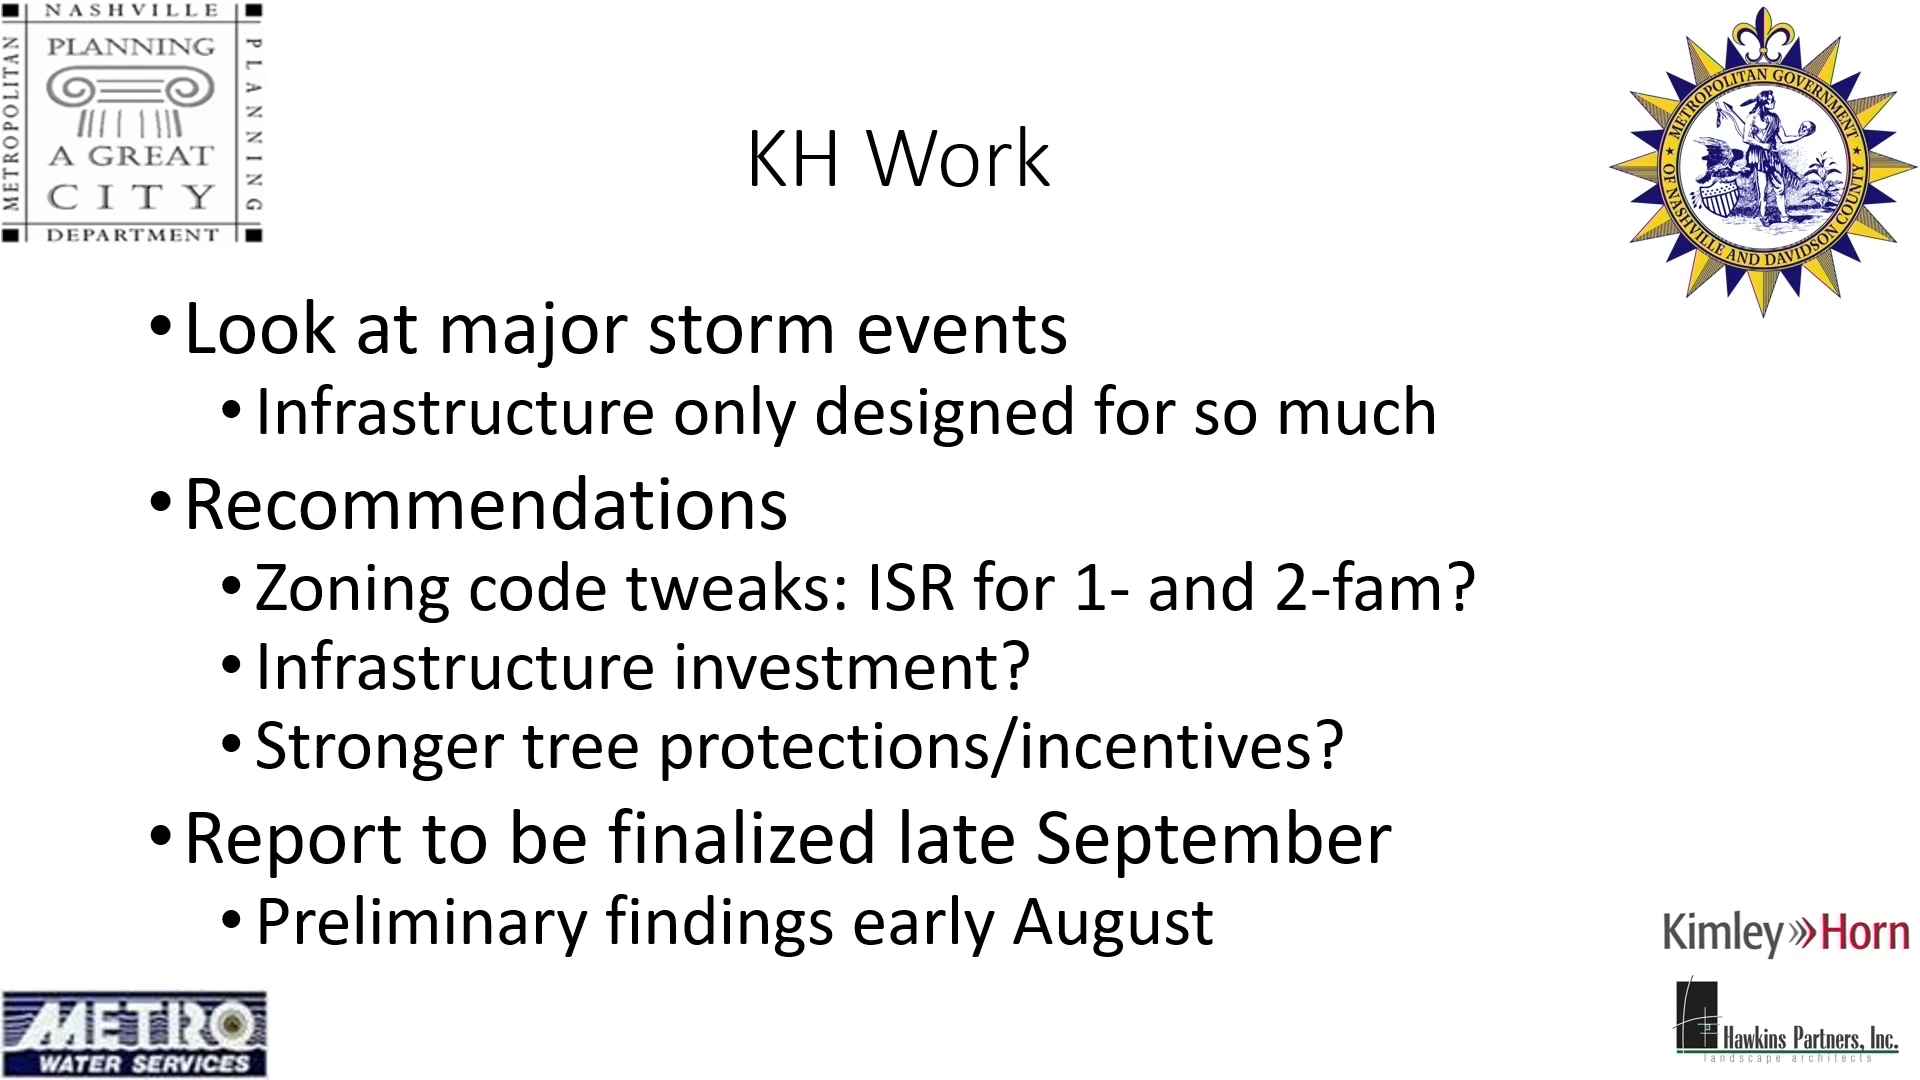 NASHVILLE
METROPOLITAN
PLANNING
PLANNING
A GREAT
CITY
DEPARTMENT
METROPOLITAN GOVERNMENT
OF NASHVILLE AND DAVIDSON COUNTY
KH Work
•Look at major storm events
•Infrastructure only designed for so much
•Recommendations
•Zoning code tweaks: ISR for 1- and 2-fam?
•Infrastructure investment?
•Stronger tree protections/incentives?
•Report to be finalized late September
•Preliminary findings early August
Kimley»Horn
METRO
WATER SERVICES
Hawkins Partners, Inc.
landscape architects